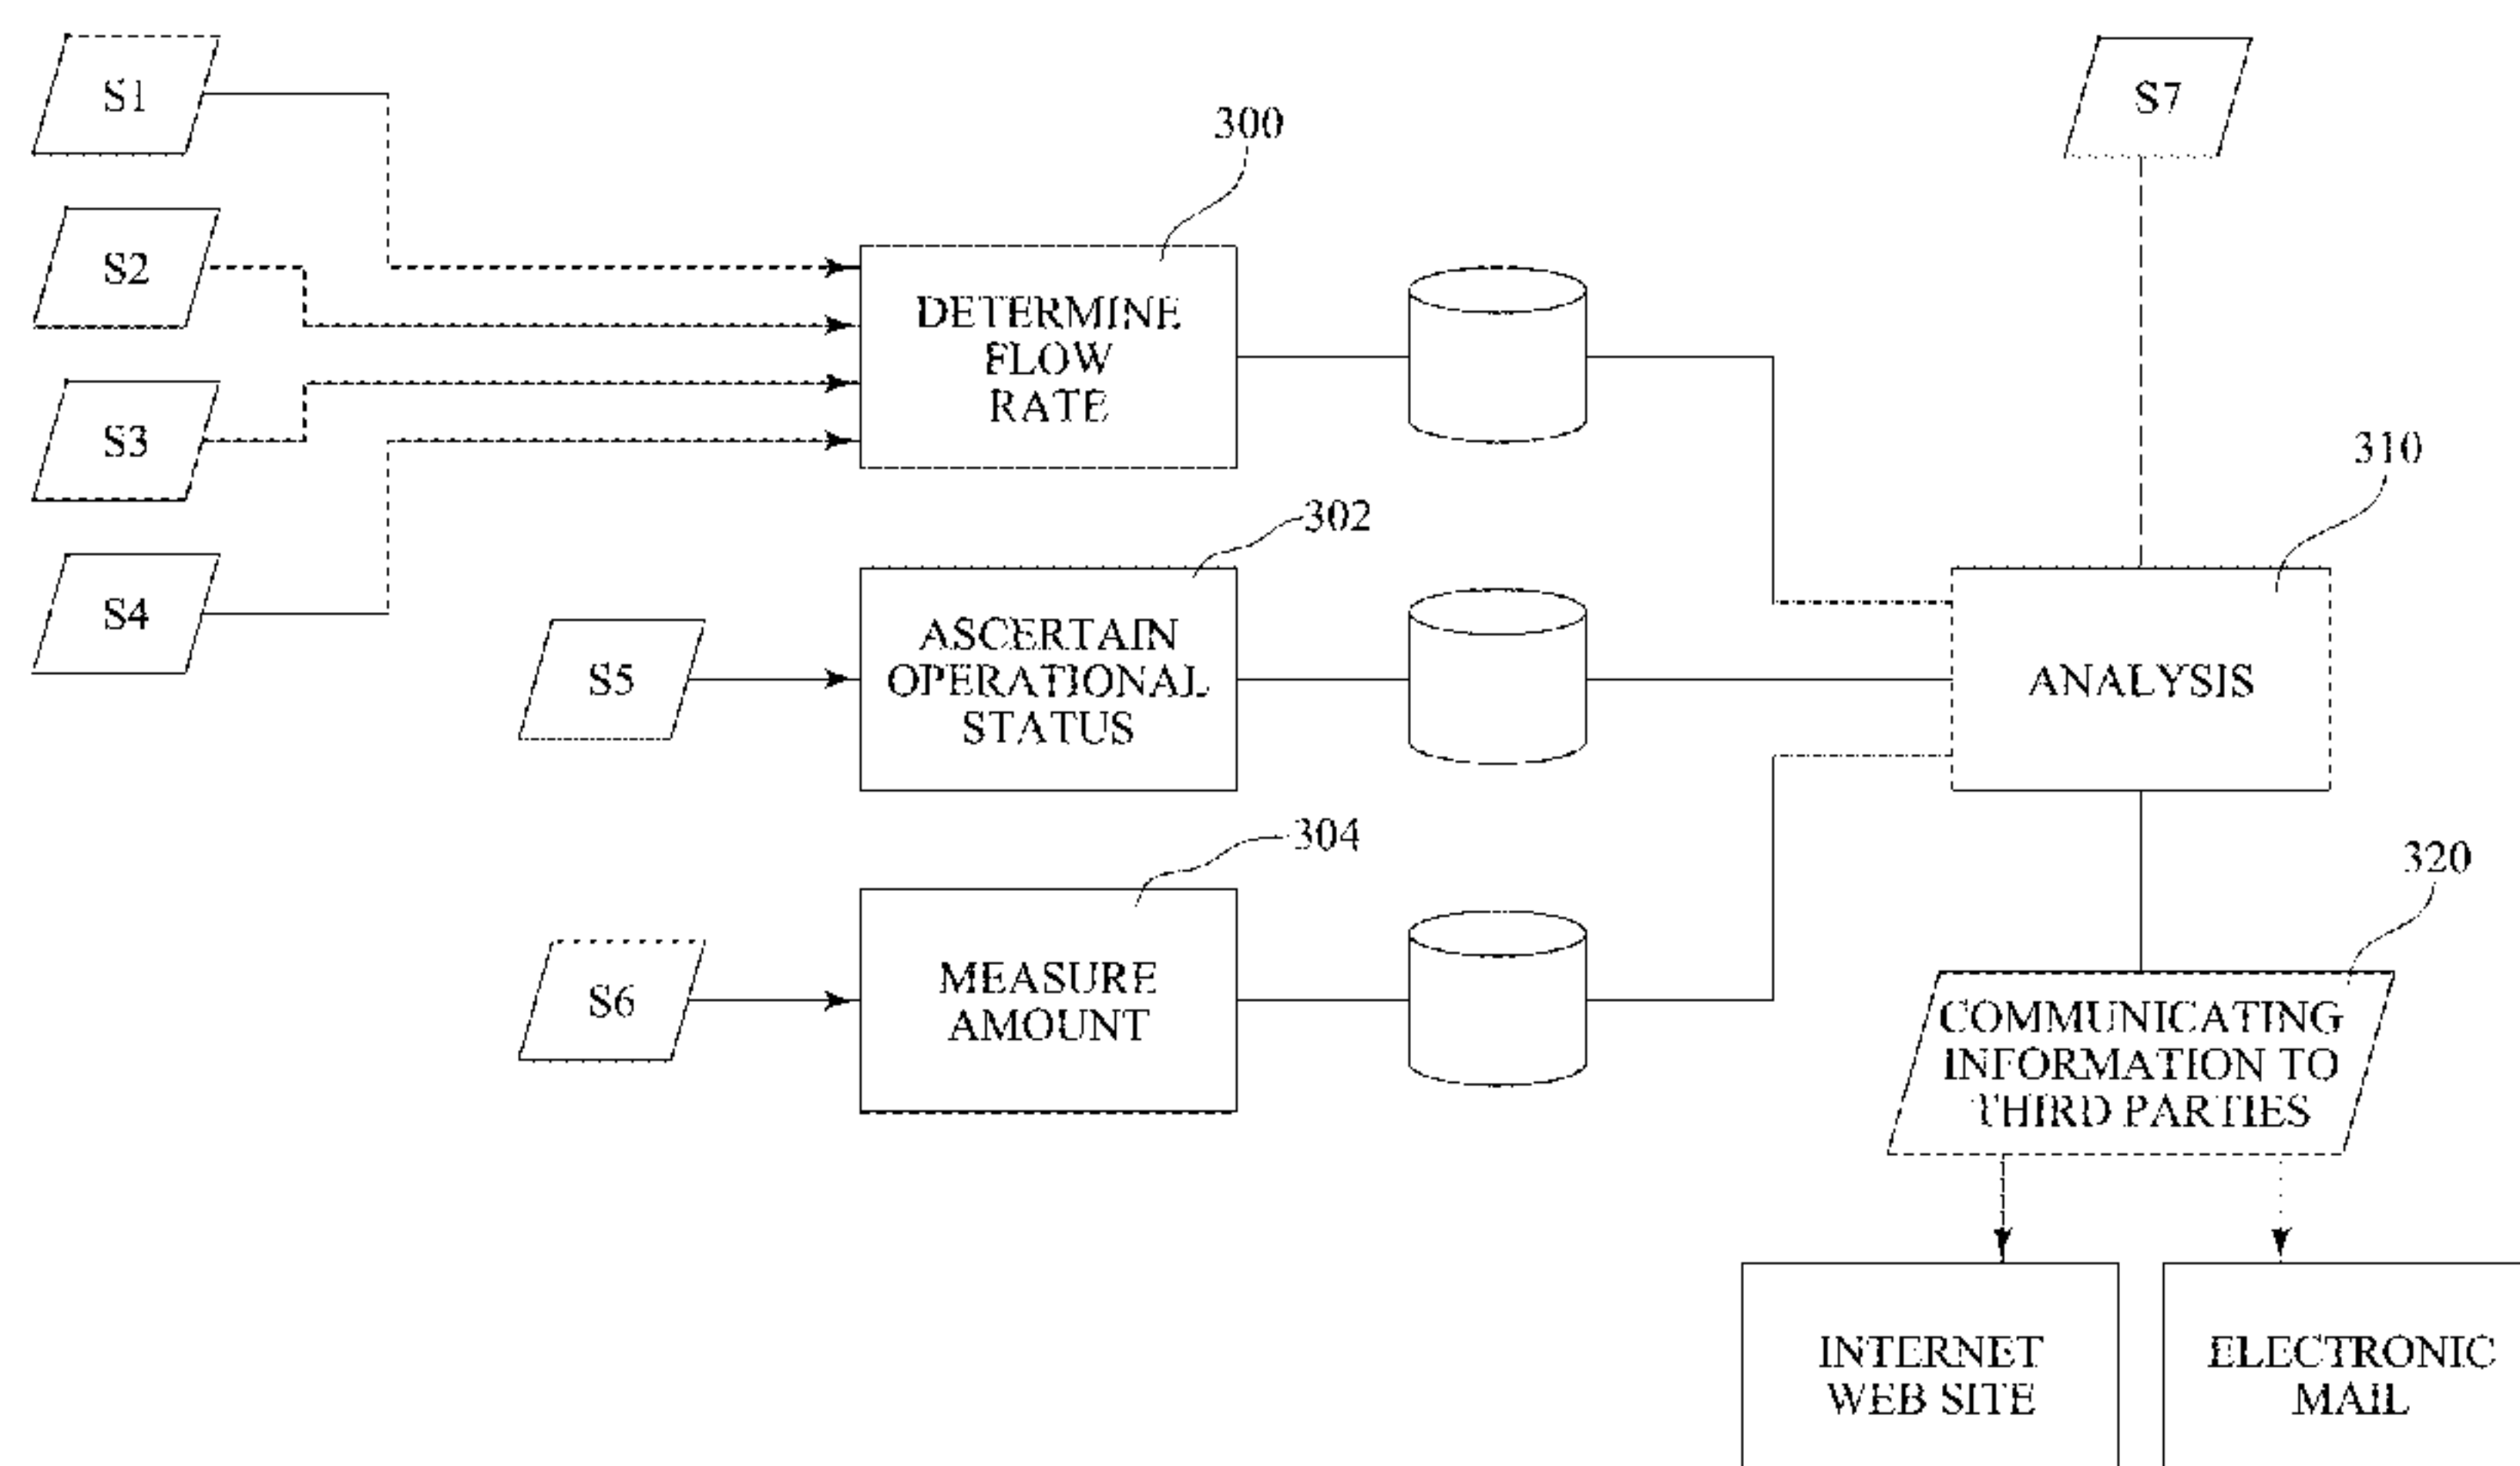 S1
S7
300
S2
DETERMINE
FLOW
RATE
S3
310
302
S4
ASCERTAIN
OPERATIONAL
STATUS
S5
ANALYSIS
304
320
S6
MEASURE
AMOUNT
COMMUNICATING
INFORMATION TO
THIRD PARTIES
INTERNET
WEB SITE
ELECTRONIC
MAIL